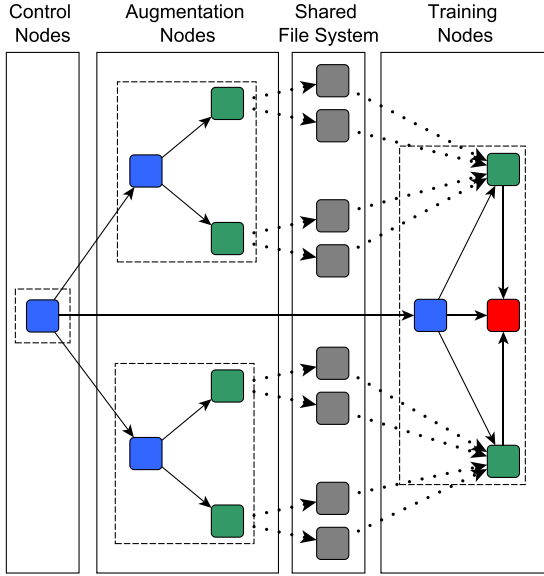 Control
Nodes
Augmentation
Nodes
Shared
File System
Training
Nodes